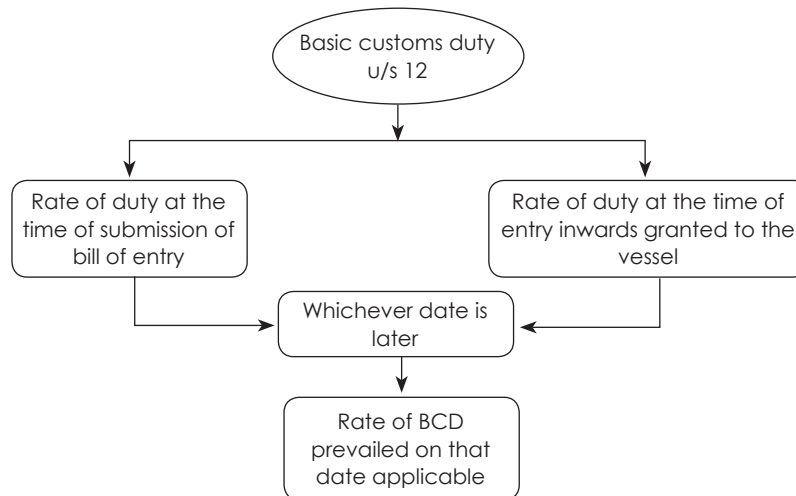 Basic customs duty
u/s 12
Rate of duty at the
time of submission of
bill of entry
Rate of duty at the time of
entry inwards granted to the
vessel
Whichever date is
later
Rate of BCD
prevailed on that
date applicable